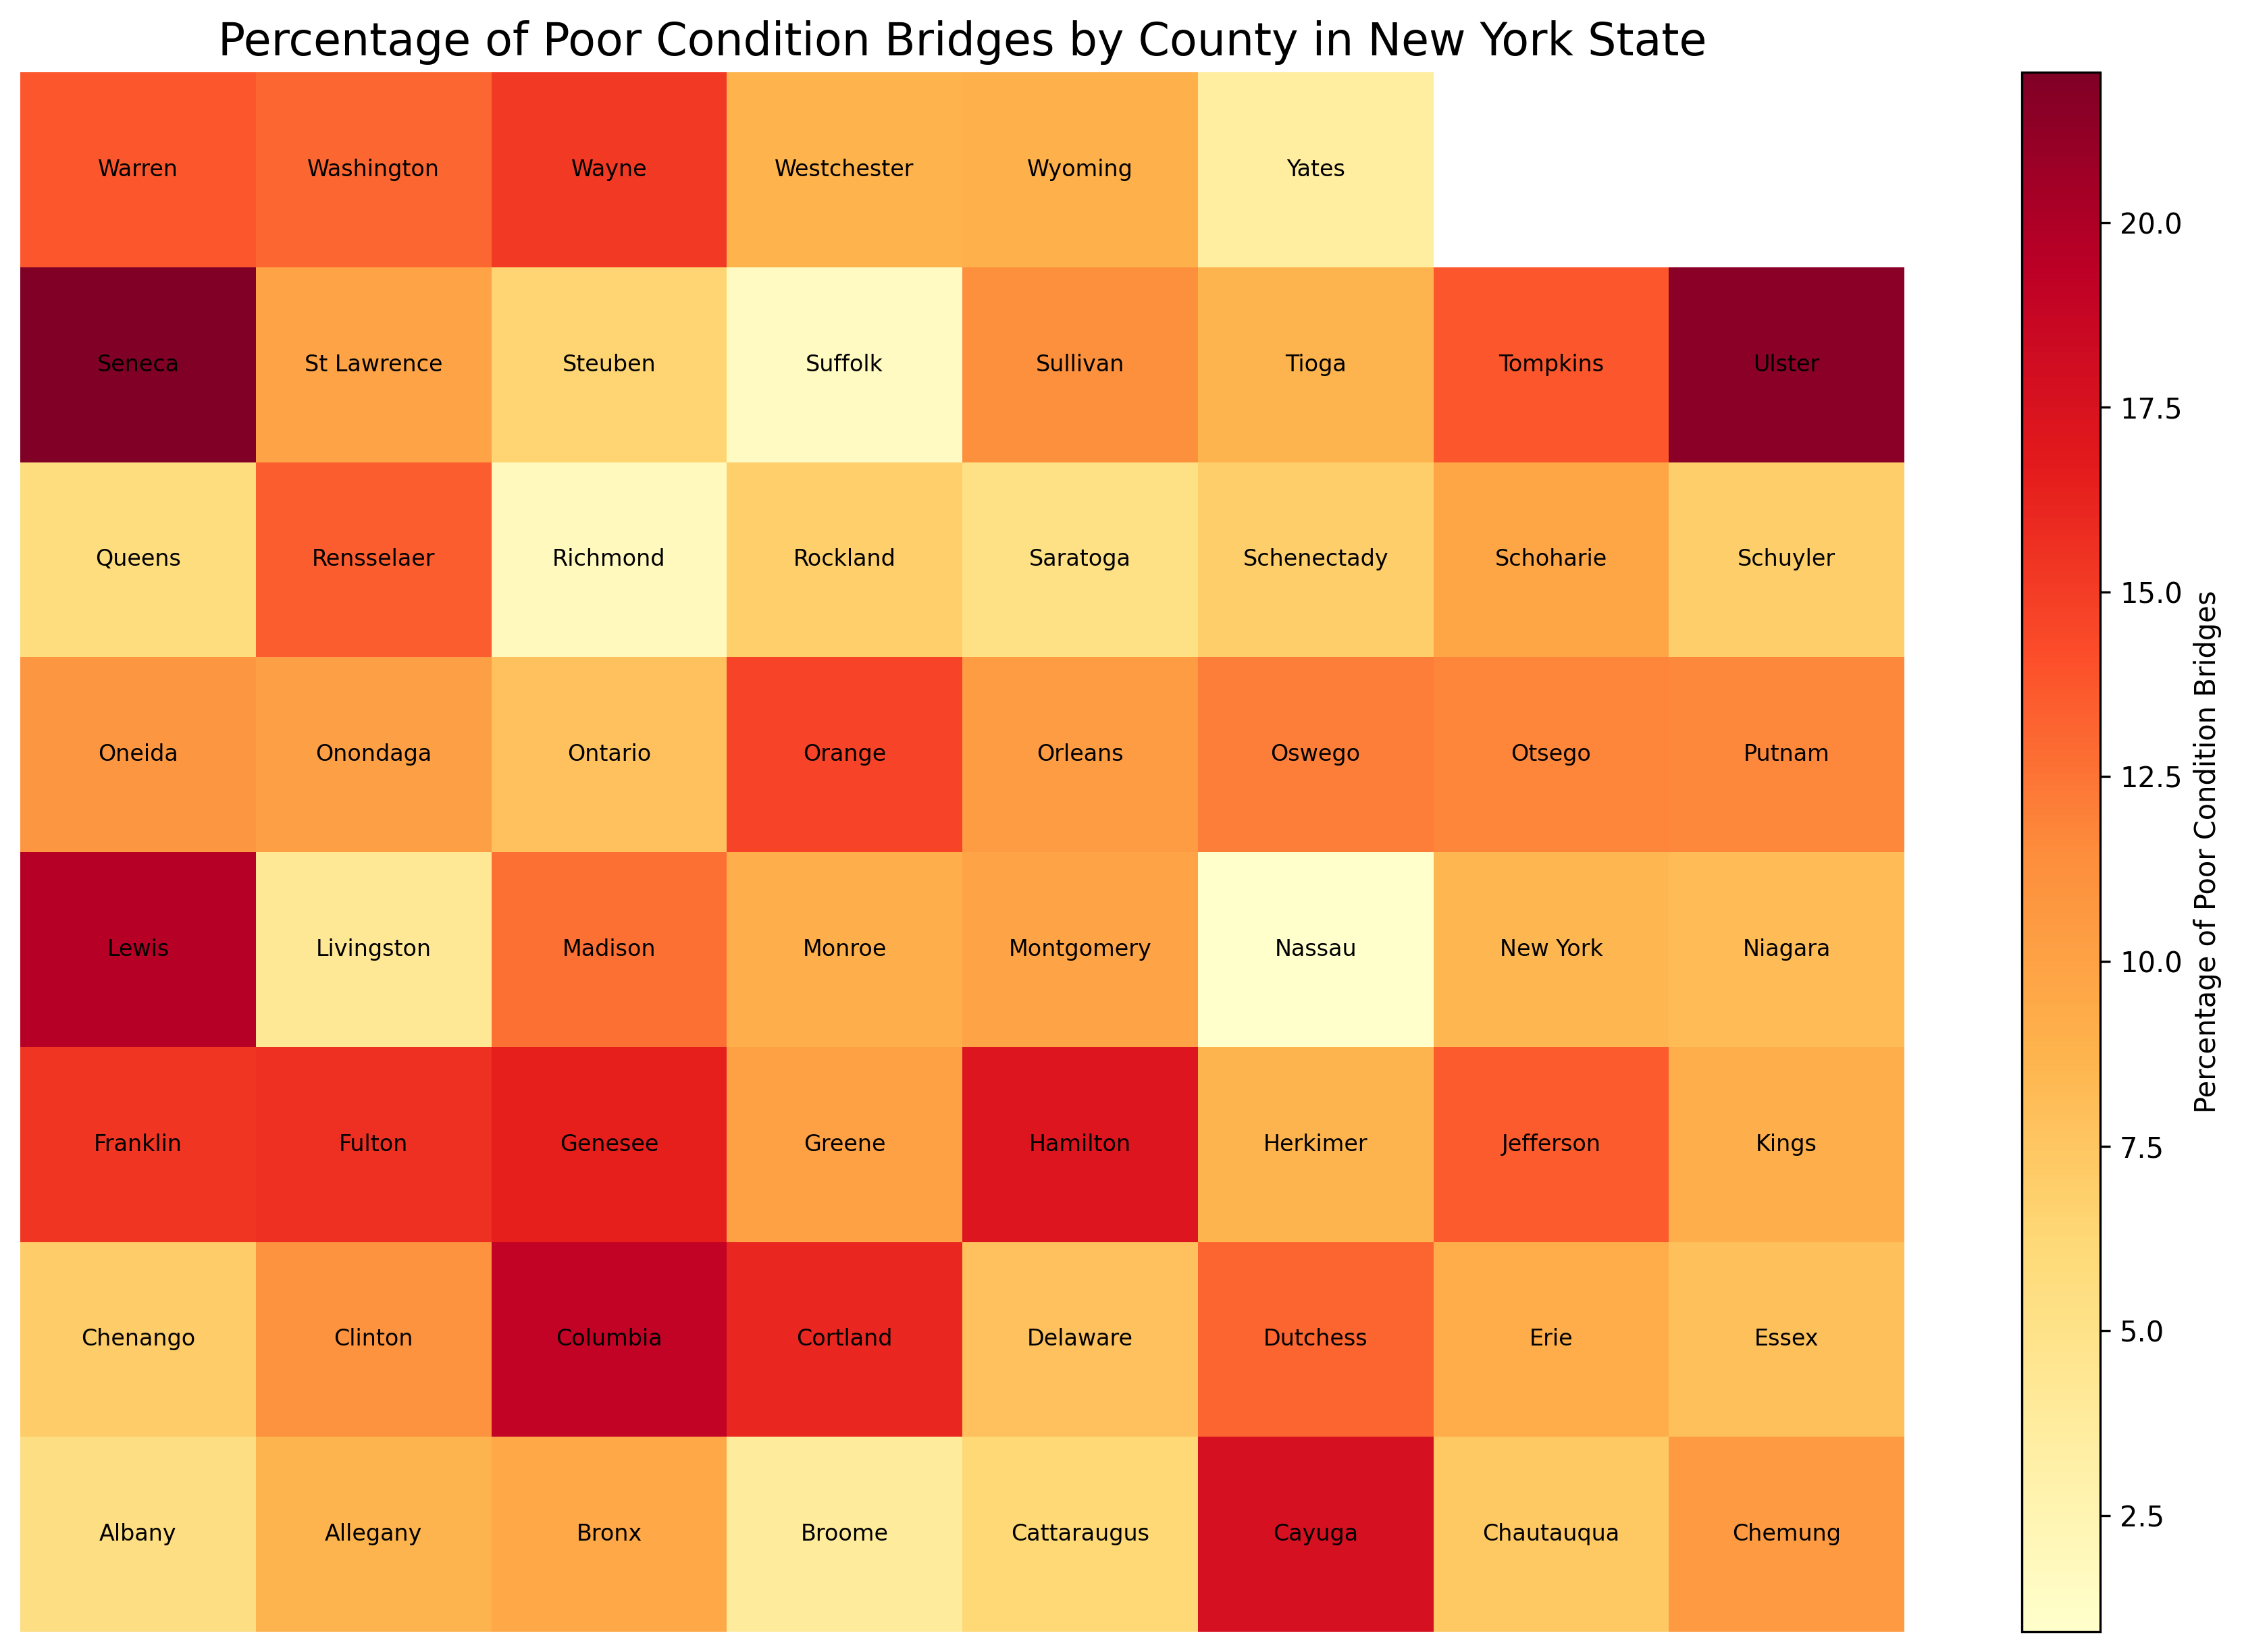 Percentage of Poor Condition Bridges by County in New York State
Warren Washington Wayne Westchester Wyoming Yates
Seneca St Lawrence Steuben Suffolk Sullivan Tioga Tompkins Ulster
Queens Rensselaer Richmond Rockland Saratoga Schenectady Schoharie Schuyler
Oneida Onondaga Ontario Orange Orleans Oswego Otsego Putnam
Lewis Livingston Madison Monroe Montgomery Nassau New York Niagara
Franklin Fulton Genesee Greene Hamilton Herkimer Jefferson Kings
Chenango Clinton Columbia Cortland Delaware Dutchess Erie Essex
Albany Allegany Bronx Broome Cattaraugus Cayuga Chautauqua Chemung
20.0
17.5
15.0
12.5
10.0
7.5
5.0
2.5
Percentage of Poor Condition Bridges